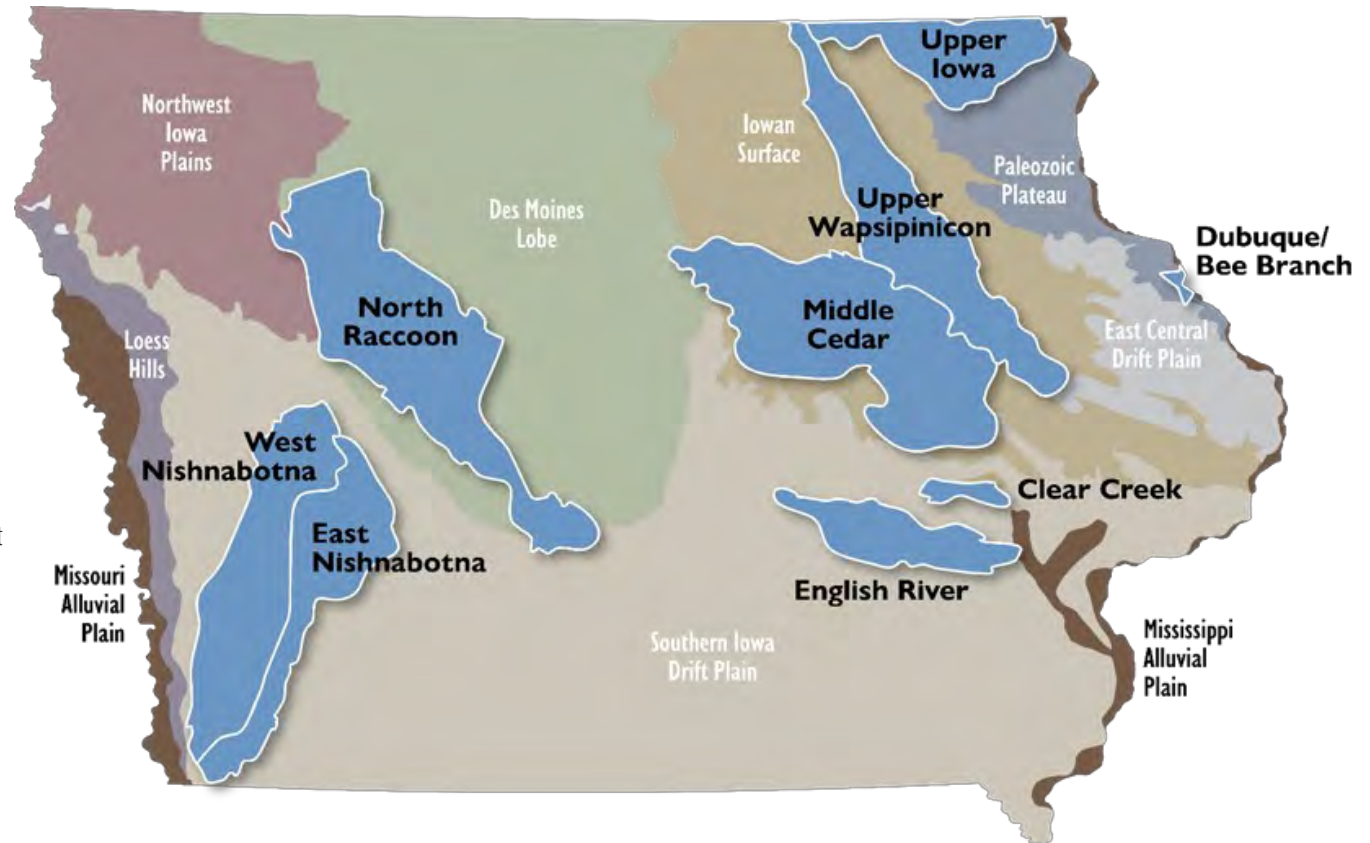 Upper
Iowa
Northwest
Iowa
Plains
Iowan
Surface
Paleozoic
Plateau
Des Moines
Lobe
Upper
Wapsipinicon
Dubuque/
Bee Branch
North
Raccoon
Middle
Cedar
East Central
Drift Plain
Loess
Hills
West
Nishnabotna
Clear Creek
East
Nishnabotna
English River
Missouri
Alluvial
Plain
Southern Iowa
Drift Plain
Mississippi
Alluvial
Plain